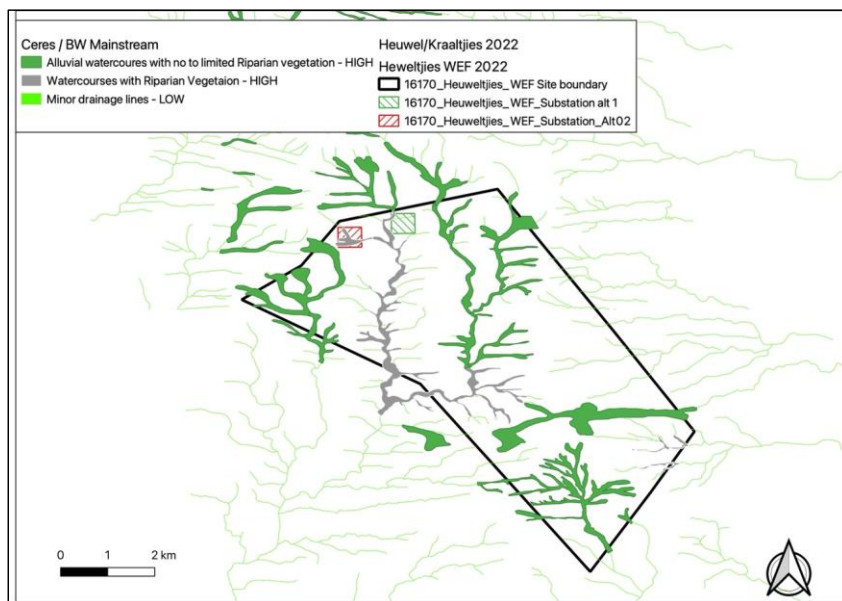 Ceres / BW Mainstream
Alluvial watercoures with no to limited Riparian vegetation - HIGH
Watercourses with Riparian Vegetaion - HIGH
Minor drainage lines - LOW
Heuwel/Kraaltjies 2022
Heweltjies WEF 2022
16170_Heuweltjies_WEF Site boundary
16170_Heuweltjies_WEF_Substation alt 1
16170_Heuweltjies_WEF_Substation_Alt02
0 1 2 km